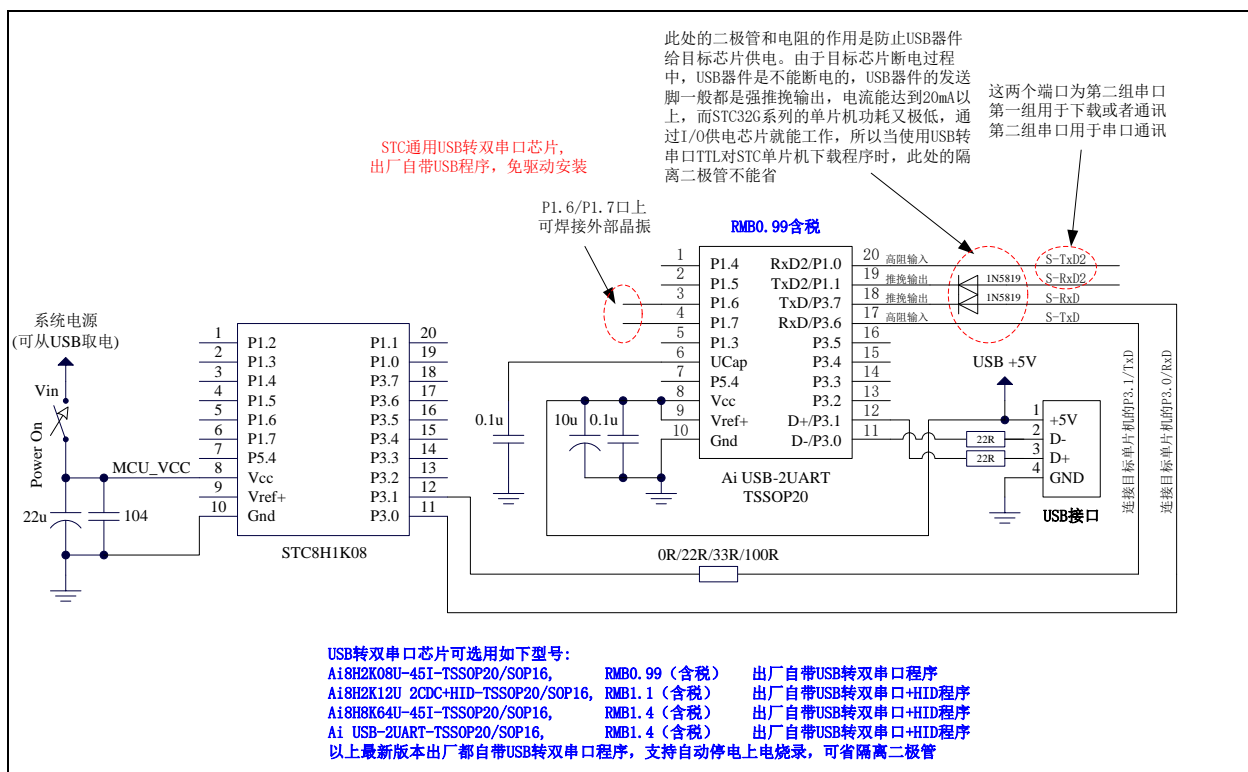 此处的二极管和电阻的作用是防止USB器件
给目标芯片供电。由于目标芯片断电过程
中，USB器件是不能断电的，USB器件的发送
脚一般都是强推挽输出，电流能达到20mA以
上，而STC32G系列的单片机功耗又极低，通
过I/O供电芯片就能工作，所以当使用USB转
串口TTL对STC单片机下载程序时，此处的隔
离二极管不能省
这两个端口为第二组串口
第一组用于下载或者通讯
第二组串口用于串口通讯
STC通用USB转双串口芯片,
出厂自带USB程序，免驱动安装
P1.6/P1.7口上
可焊接外部晶振
RMB0.99含税
1 P1.4 RxD2/P1.0 20 高阻输入 S-TxD2
2 P1.5 TxD2/P1.1 19 推挽输出 1N5819 S-RxD2
3 P1.6 TxD/P3.7 18 推挽输出 1N5819 S-RxD
4 P1.7 RxD/P3.6 17 高阻输入 S-TxD
5 P1.3 P3.5 16
6 UCap P3.4 15
7 P5.4 P3.3 14
8 Vcc P3.2 13
9 Vref+ D+/P3.1 12
10 Gnd D-/P3.0 11
Ai USB-2UART
TSSOP20
0.1u
10u
0.1u
22R
22R
USB +5V
1 +5V
2 D-
3 D+
4 GND
USB接口
连接目标单片机的P3.1/TxD
连接目标单片机的P3.0/RxD
系统电源
(可从USB取电)
Vin
Power On
MCU_VCC
22u
104
1 P1.2 P1.1 20
2 P1.3 P1.0 19
3 P1.4 P3.7 18
4 P1.5 P3.6 17
5 P1.6 P3.5 16
6 P1.7 P3.4 15
7 P5.4 P3.3 14
8 Vcc P3.2 13
9 Vref+ P3.1 12
10 Gnd P3.0 11
STC8H1K08
0R/22R/33R/100R
USB转双串口芯片可选用如下型号:
Ai8H2K08U-45I-TSSOP20/SOP16, RMB0.99（含税） 出厂自带USB转双串口程序
Ai8H2K12U 2CDC+HID-TSSOP20/SOP16, RMB1.1（含税） 出厂自带USB转双串口+HID程序
Ai8H8K64U-45I-TSSOP20/SOP16, RMB1.4（含税） 出厂自带USB转双串口+HID程序
Ai USB-2UART-TSSOP20/SOP16, RMB1.4（含税） 出厂自带USB转双串口+HID程序
以上最新版本出厂都自带USB转双串口程序，支持自动停电上电烧录，可省隔离二极管